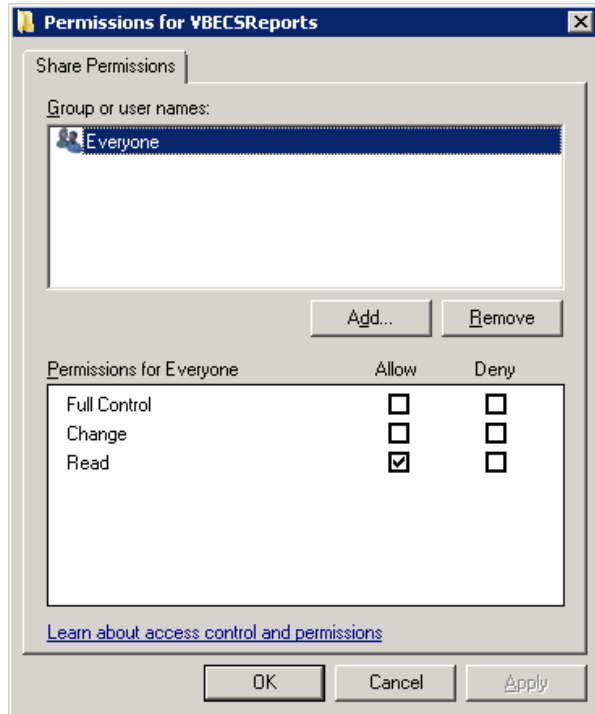 Permissions for VBECSReports
Share Permissions
Group or user names:
Everyone
Add... Remove
Permissions for Everyone Allow Deny
Full Control
Change
Read
Learn about access control and permissions
OK Cancel Apply